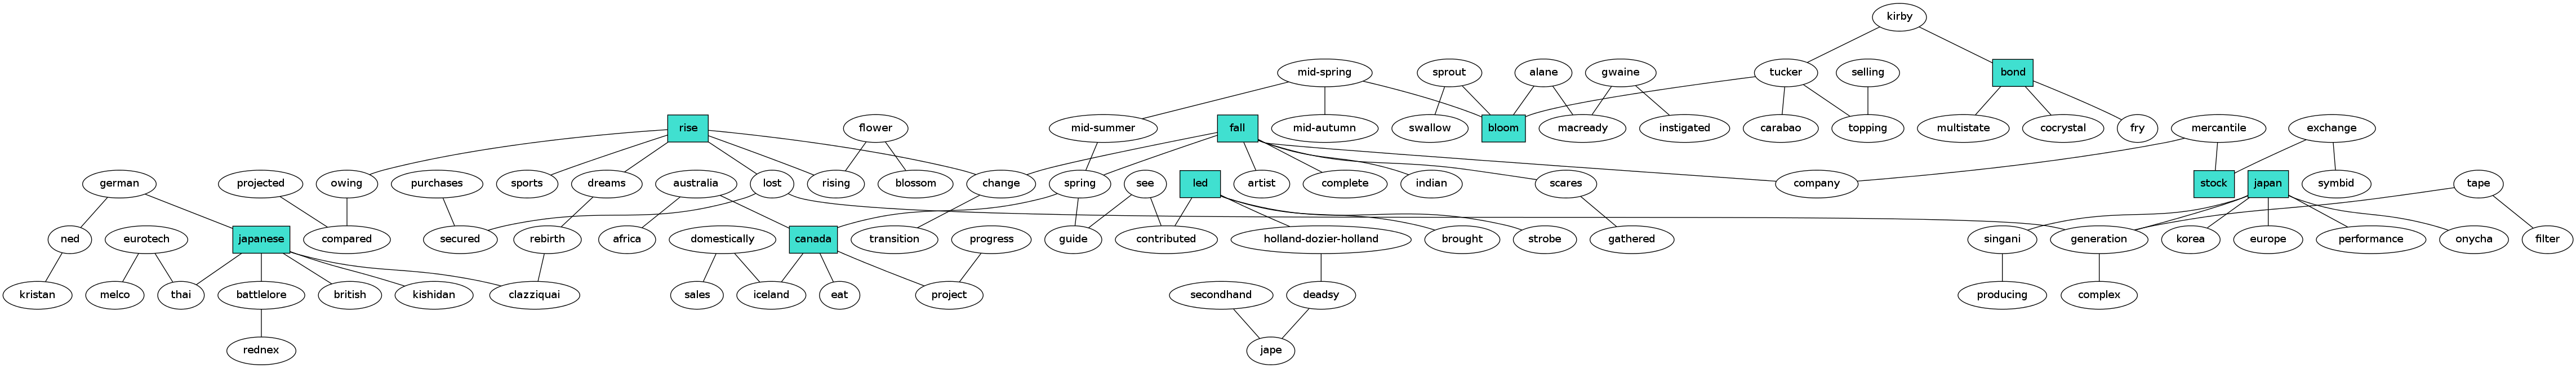 kirby
mid-spring
sprout
alane
gwaine
tucker
selling
bond
rise
flower
mid-summer
fall
mid-autumn
swallow
bloom
macready
instigated
carabao
topping
multistate
cocrystal
fry
mercantile
exchange
german
projected
owing
purchases
sports
dreams
australia
lost
rising
blossom
change
spring
see
led
artist
complete
indian
scares
company
stock
japan
symbid
tape
ned
eurotech
japanese
compared
secured
rebirth
africa
domestically
canada
transition
progress
guide
contributed
holland-dozier-holland
brought
strobe
gathered
singani
generation
korea
europe
performance
onycha
filter
kristan
melco
thai
battlelore
british
kishidan
clazziquai
sales
iceland
eat
project
secondhand
deadsy
producing
complex
rednex
jape